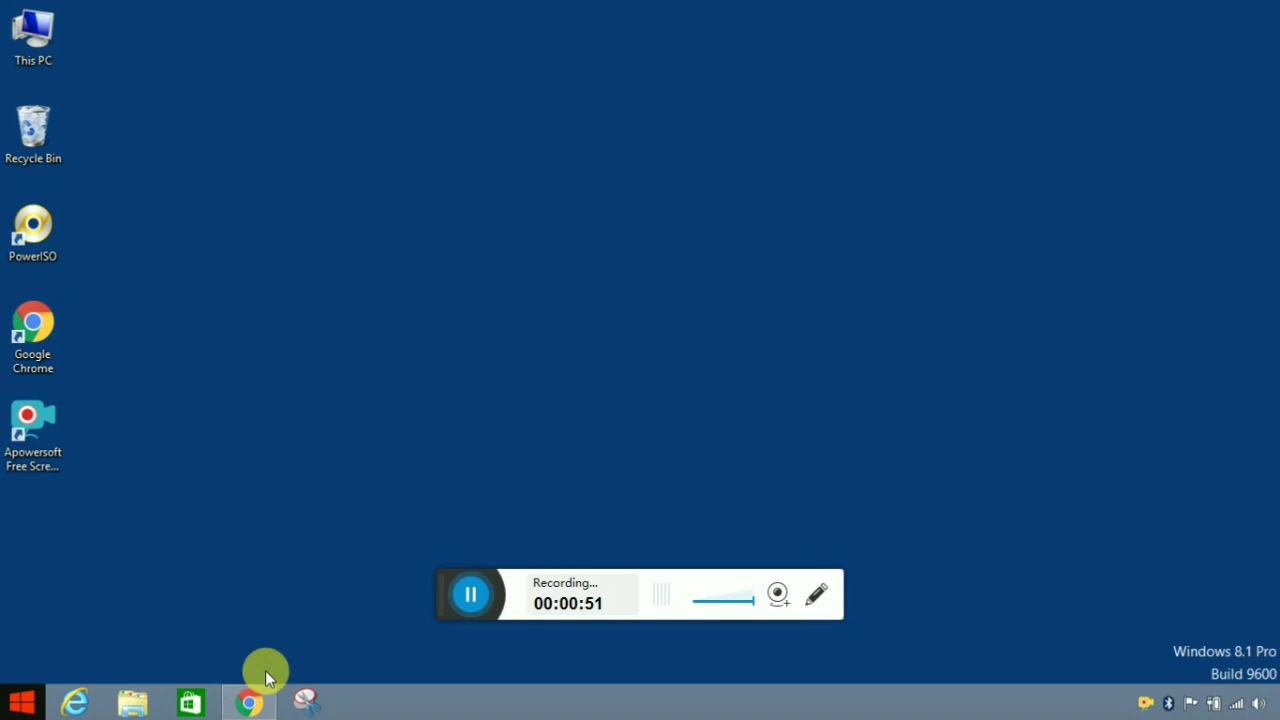 This PC
Recycle Bin
PowerISO
Google
Chrome
Apowersoft
Free Scre...
Recording...
00:00:51
Windows 8.1 Pro
Build 9600